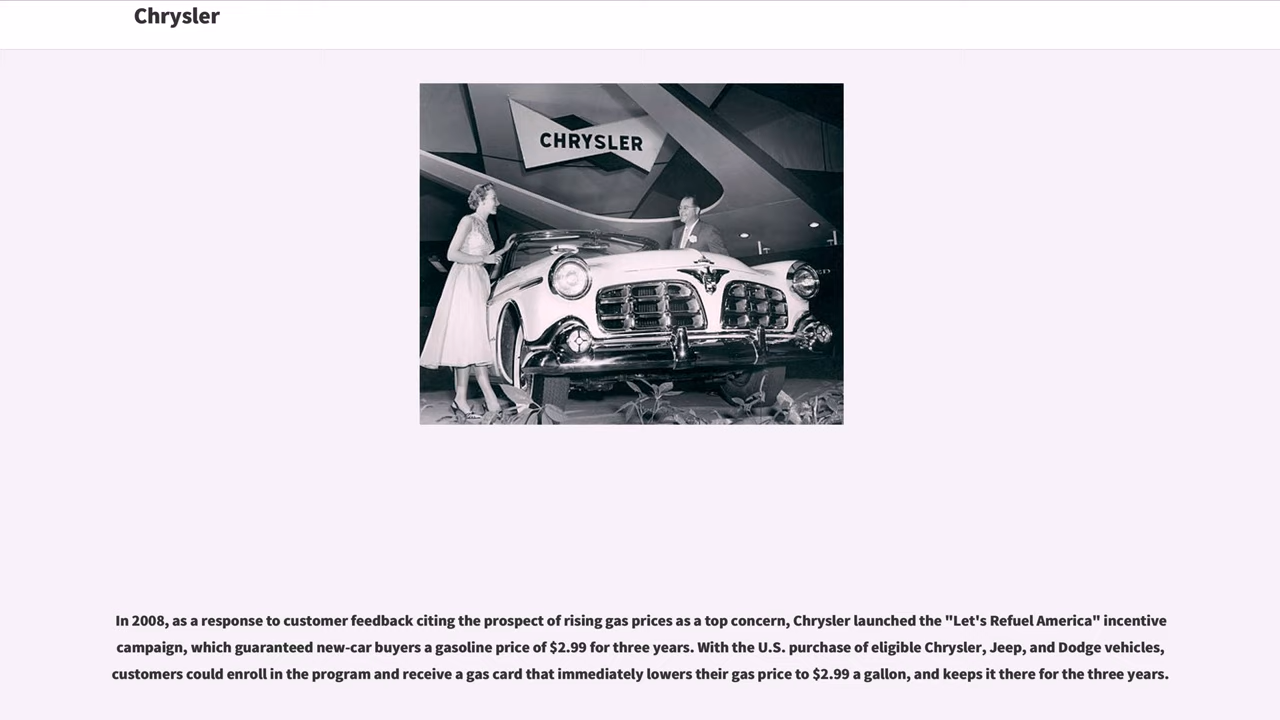 Chrysler
CHRYSLER
In 2008, as a response to customer feedback citing the prospect of rising gas prices as a top concern, Chrysler launched the "Let's Refuel America" incentive
campaign, which guaranteed new-car buyers a gasoline price of $2.99 for three years. With the U.S. purchase of eligible Chrysler, Jeep, and Dodge vehicles,
customers could enroll in the program and receive a gas card that immediately lowers their gas price to $2.99 a gallon, and keeps it there for the three years.